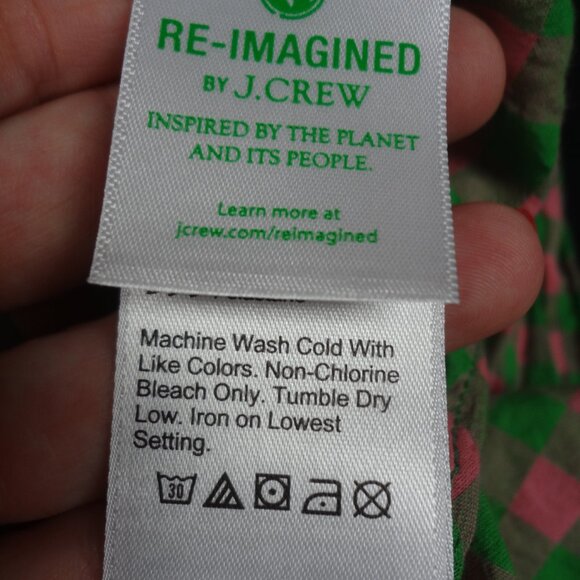 RE-IMAGINED
BY J.CREW
INSPIRED BY THE PLANET
AND ITS PEOPLE.
Learn more at
jcrew.com/reimagined
Machine Wash Cold With
Like Colors. Non-Chlorine
Bleach Only. Tumble Dry
Low. Iron on Lowest
Setting.
30